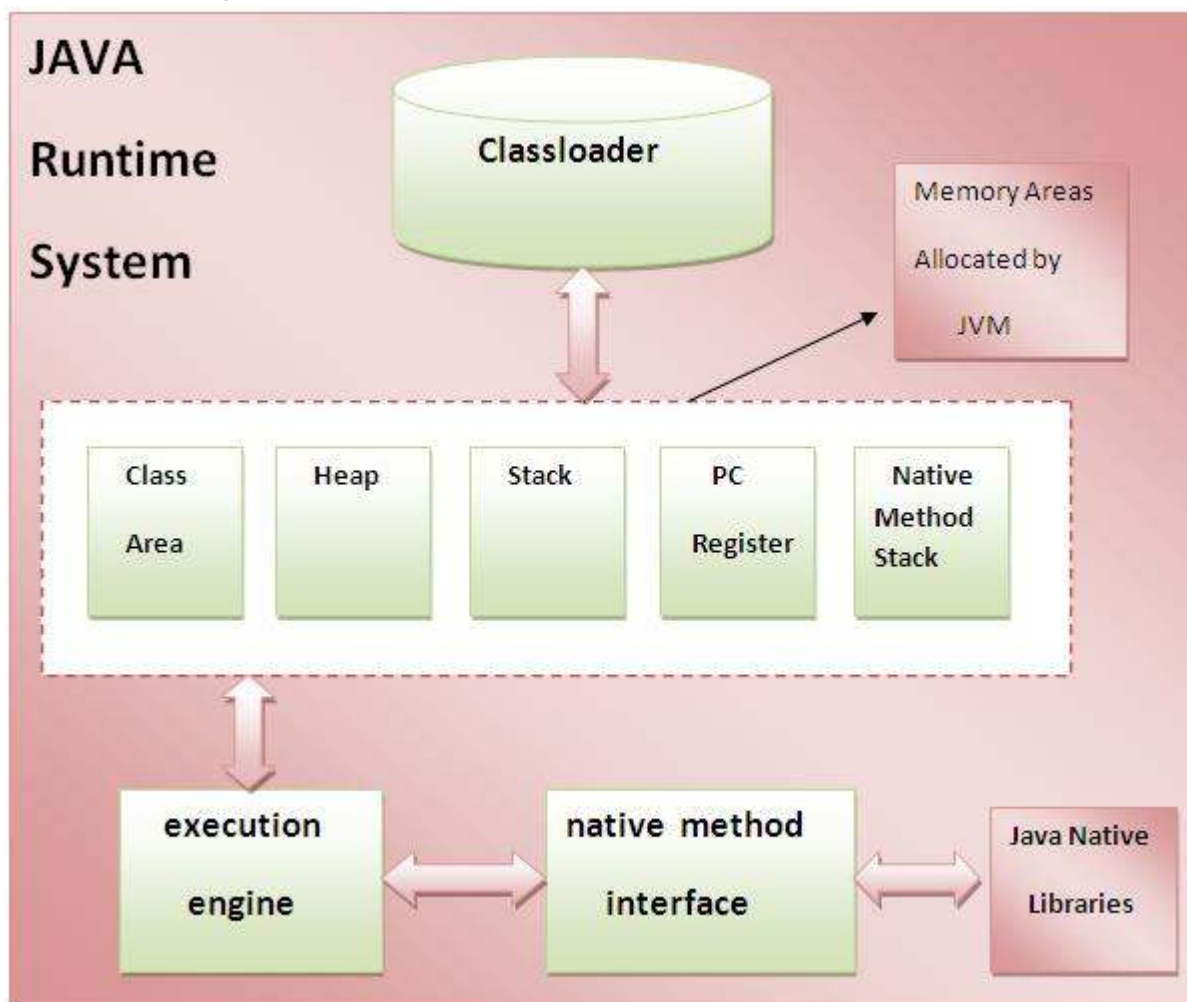 JAVA
Runtime
System
Classloader
Memory Areas
Allocated by
JVM
Class
Area
Heap
Stack
PC
Register
Native
Method
Stack
execution
engine
native method
interface
Java Native
Libraries